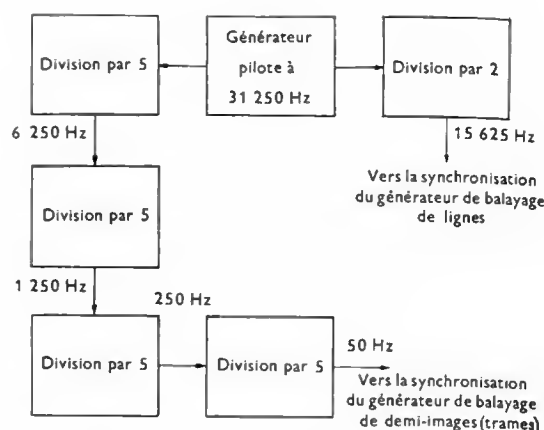 Division par 5
Générateur
pilote à
31 250 Hz
Division par 2
6 250 Hz
15 625 Hz
Vers la synchronisation
du générateur de balayage
de lignes
Division par 5
1 250 Hz
250 Hz
Division par 5
Division par 5
50 Hz
Vers la synchronisation
du générateur de balayage
de demi-images (trames)